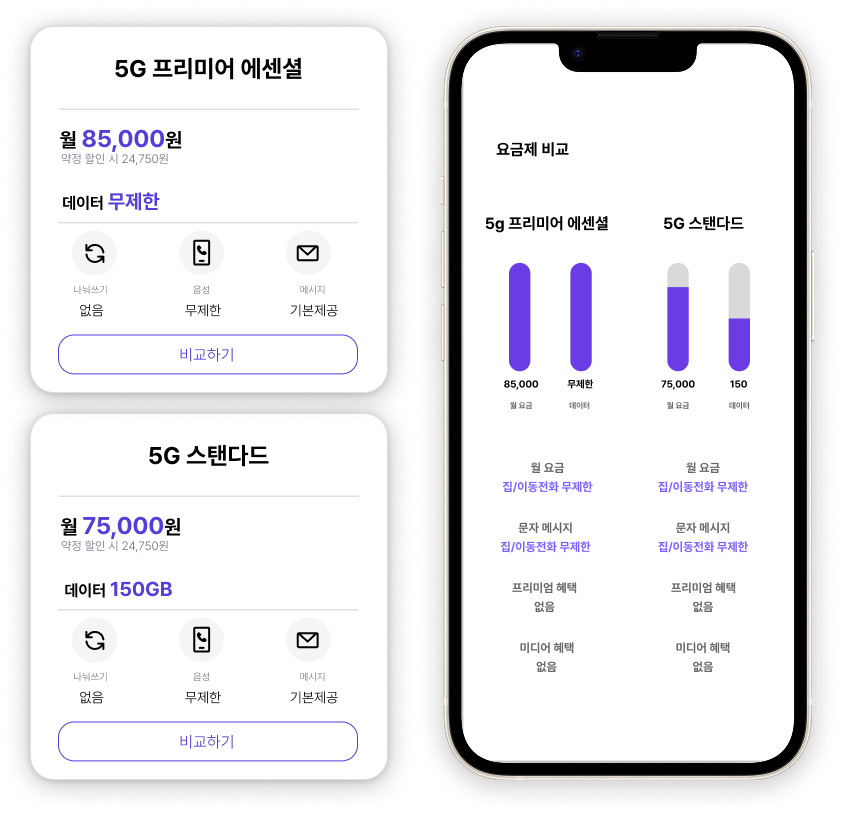 5G 프리미어 에센셜
월 85,000원
약정 할인 시 24,750원
데이터 무제한
나눠쓰기 음성 메시지
없음 무제한 기본제공
비교하기
5G 스탠다드
월 75,000원
약정 할인 시 24,750원
데이터 150GB
나눠쓰기 음성 메시지
없음 무제한 기본제공
비교하기
요금제 비교
5g 프리미어 에센셜 5G 스탠다드
85,000 무제한 75,000 150
월 요금 데이터 월 요금 데이터
월 요금 월 요금
집/이동전화 무제한 집/이동전화 무제한
문자 메시지 문자 메시지
집/이동전화 무제한 집/이동전화 무제한
프리미엄 혜택 프리미엄 혜택
없음 없음
미디어 혜택 미디어 혜택
없음 없음